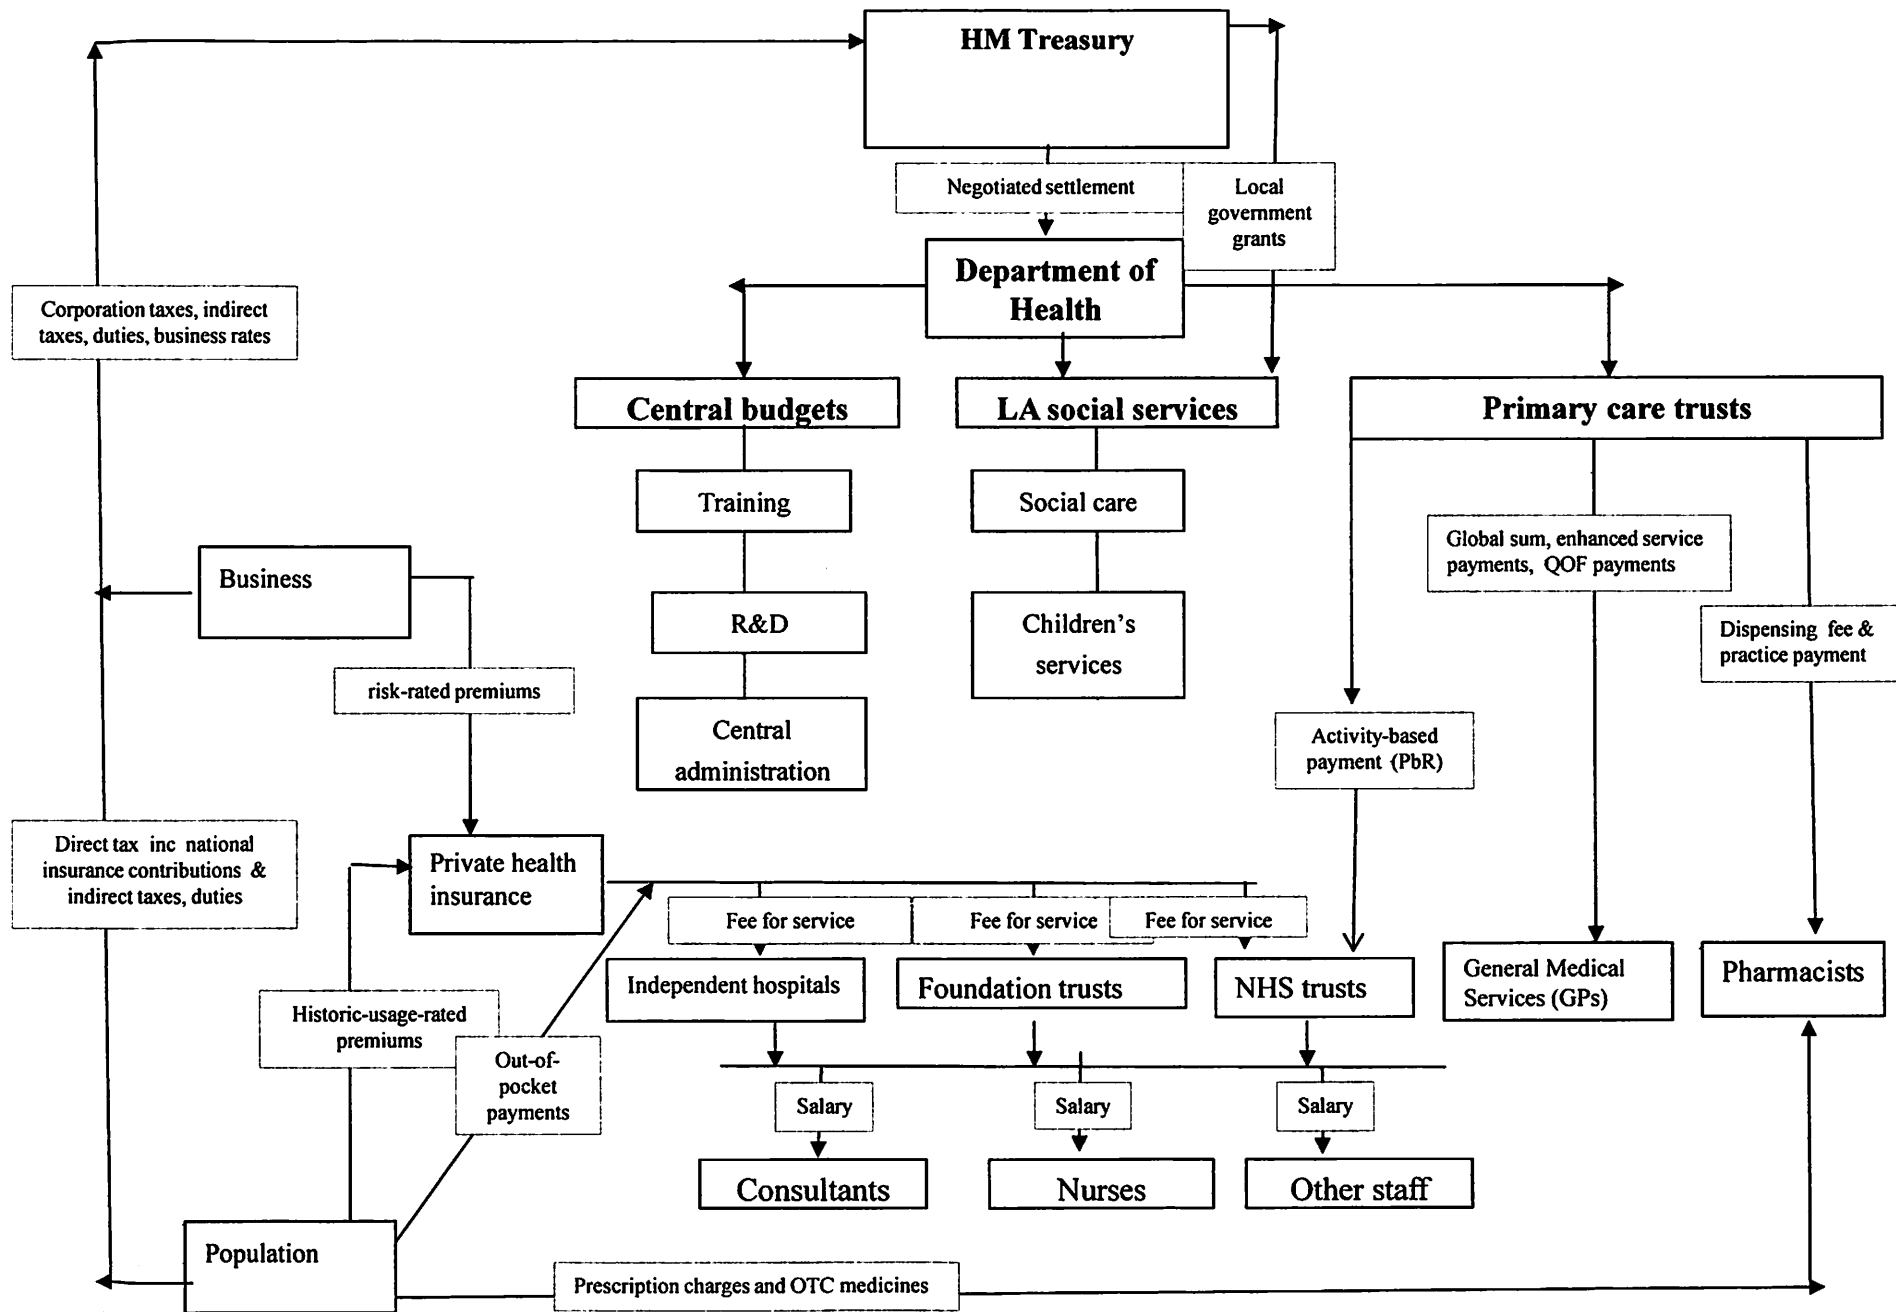 HM Treasury
Negotiated settlement
Local
government
grants
Department of
Health
Corporation taxes, indirect
taxes, duties, business rates
Central budgets
LA social services
Primary care trusts
Training
Social care
Global sum, enhanced service
payments, QOF payments
Business
R&D
Children's
services
Dispensing fee &
practice payment
risk-rated premiums
Central
administration
Activity-based
payment (PbR)
Direct tax inc national
insurance contributions &
indirect taxes, duties
Private health
insurance
Fee for service
Fee for service
Fee for service
Independent hospitals
Foundation trusts
NHS trusts
General Medical
Services (GPs)
Pharmacists
Historic-usage-rated
premiums
Out-of-
pocket
payments
Salary
Salary
Salary
Consultants
Nurses
Other staff
Population
Prescription charges and OTC medicines